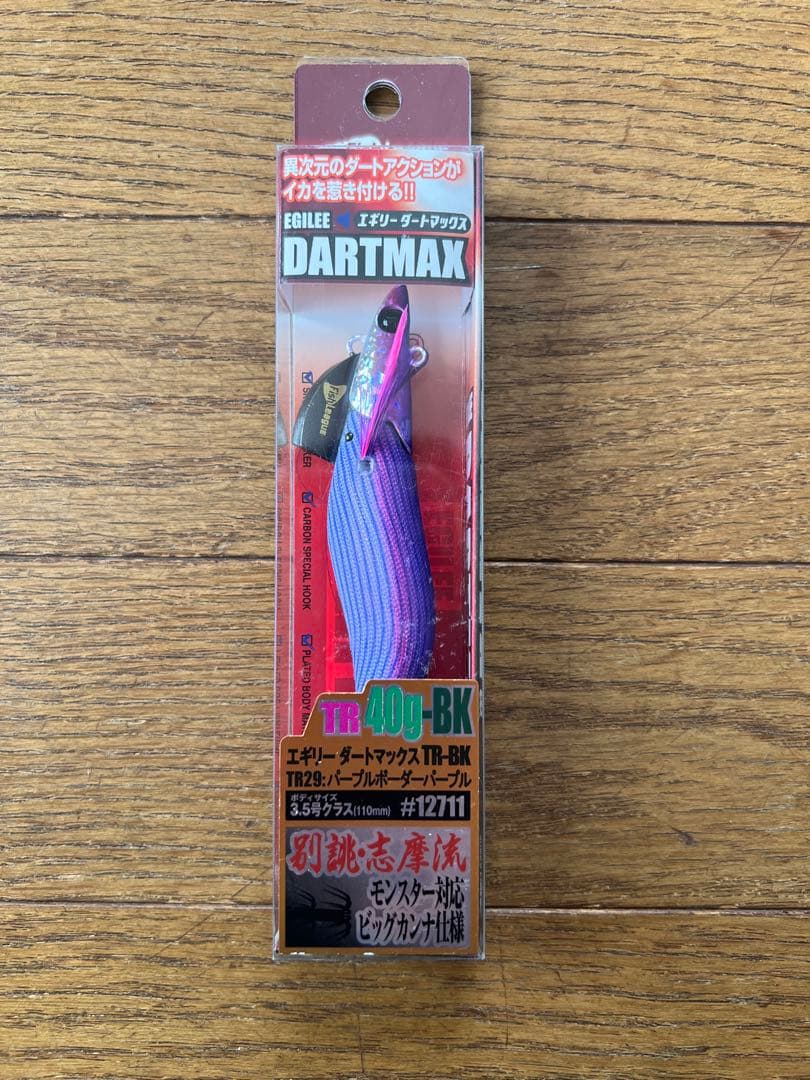 異次元のダートアクションが
イカを惹き付ける!!
EGILEE エギリー ダートマックス
DARTMAX
Fish League
CARBON SPECIAL HOOK
PLATED BODY
EGILEE
TR 40g-BK
エギリー ダートマックス TR-BK
TR29:パープルボーダーパープル
ボディサイズ
3.5号クラス(110mm) #12711
別誂・志摩流
モンスター対応
ビッグカンナ仕様